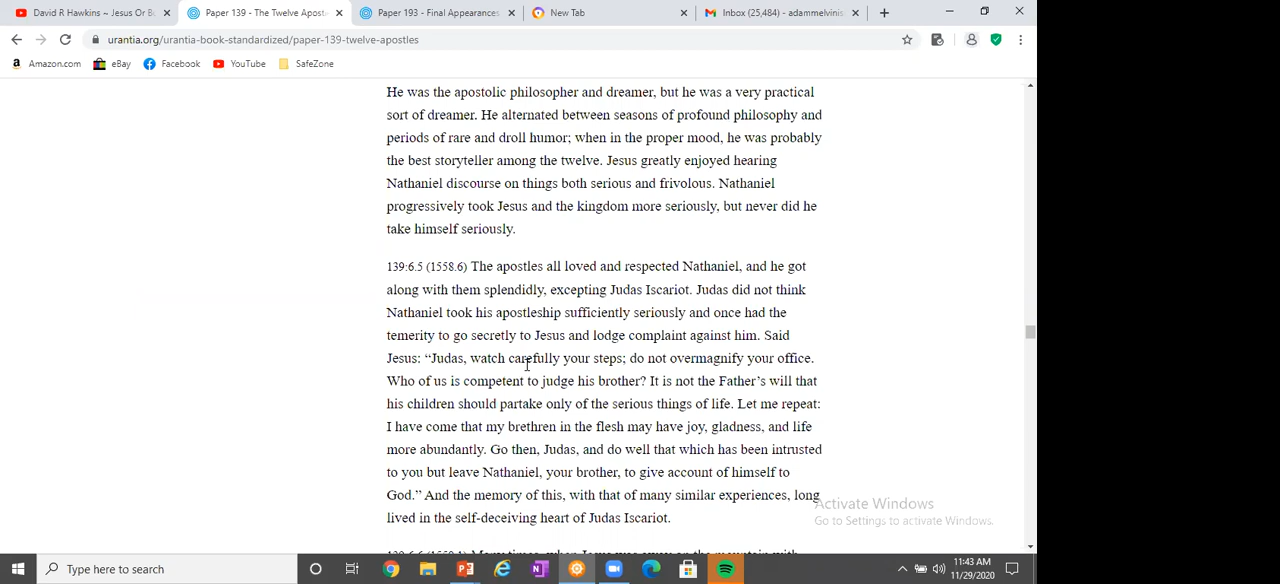 David R Hawkins ~ Jesus Or B
Paper 139 - The Twelve Apost
Paper 193 - Final Appearances
New Tab
Inbox (25,484) - adammelvinis
urantia.org/urantia-book-standardized/paper-139-twelve-apostles
Amazon.com eBay Facebook YouTube SafeZone
He was the apostolic philosopher and dreamer, but he was a very practical
sort of dreamer. He alternated between seasons of profound philosophy and
periods of rare and droll humor; when in the proper mood, he was probably
the best storyteller among the twelve. Jesus greatly enjoyed hearing
Nathaniel discourse on things both serious and frivolous. Nathaniel
progressively took Jesus and the kingdom more seriously, but never did he
take himself seriously.
139:6.5 (1558.6) The apostles all loved and respected Nathaniel, and he got
along with them splendidly, excepting Judas Iscariot. Judas did not think
Nathaniel took his apostleship sufficiently seriously and once had the
temerity to go secretly to Jesus and lodge complaint against him. Said
Jesus: “Judas, watch carefully your steps; do not overmagnify your office.
Who of us is competent to judge his brother? It is not the Father’s will that
his children should partake only of the serious things of life. Let me repeat:
I have come that my brethren in the flesh may have joy, gladness, and life
more abundantly. Go then, Judas, and do well that which has been intrusted
to you but leave Nathaniel, your brother, to give account of himself to
God.” And the memory of this, with that of many similar experiences, long
lived in the self-deceiving heart of Judas Iscariot.
Many times, when Jesus was away on the mountain with
Activate Windows
Go to Settings to activate Windows.
Type here to search
11:43 AM
11/29/2020